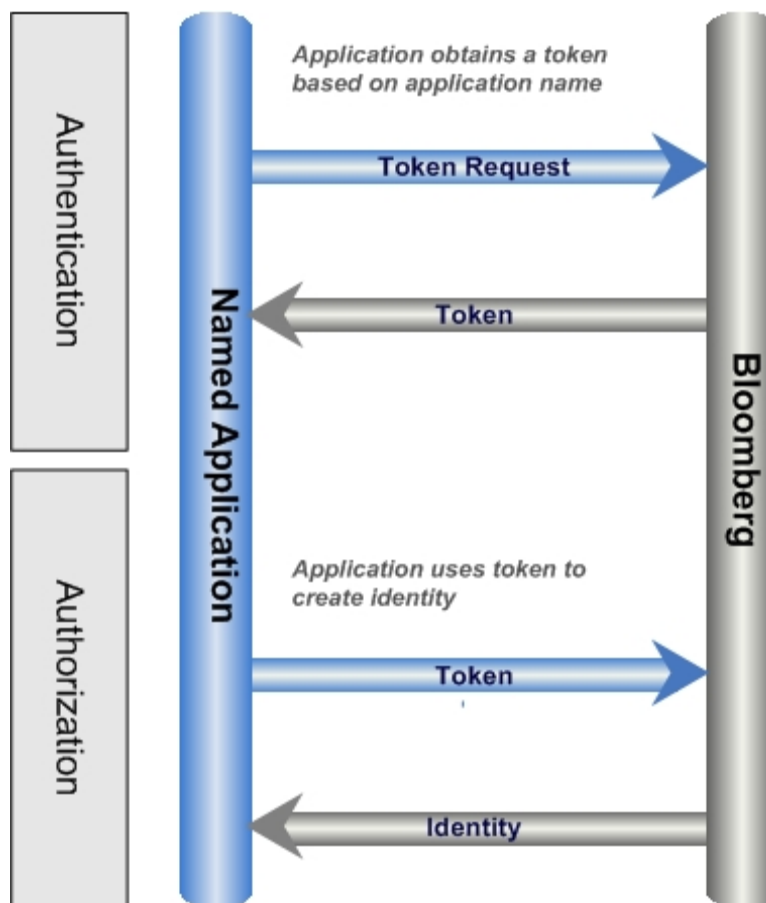 Authentication
Application obtains a token
based on application name
Token Request
Token
Named Application
Bloomberg
Authorization
Application uses token to
create identity
Token
Identity